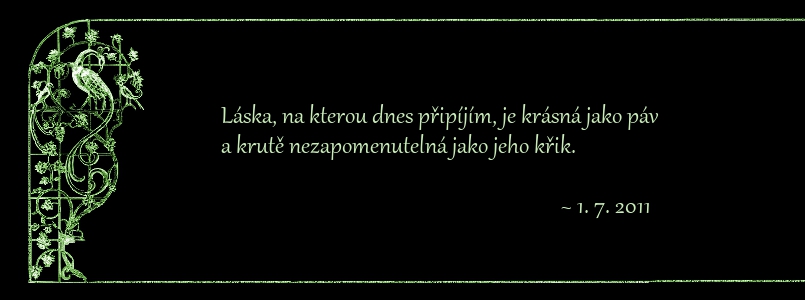 Láska, na kterou dnes připíjím, je krásná jako páv
a krutě nezapomenutelná jako jeho křik.
~ 1. 7. 2011